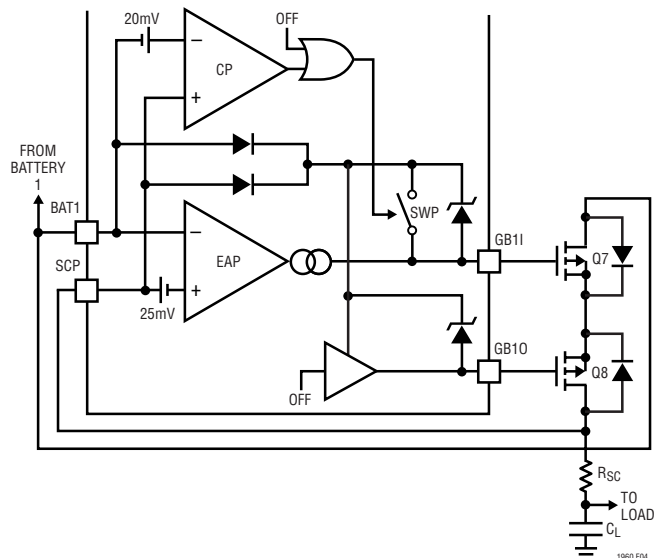 20mV
OFF
–
CP
+
FROM
BATTERY
1
BAT1
SWP
GB1I
–
EAP
Q7
SCP
+
25mV
GB1O
Q8
OFF
RSC
TO
LOAD
CL
1960 F04